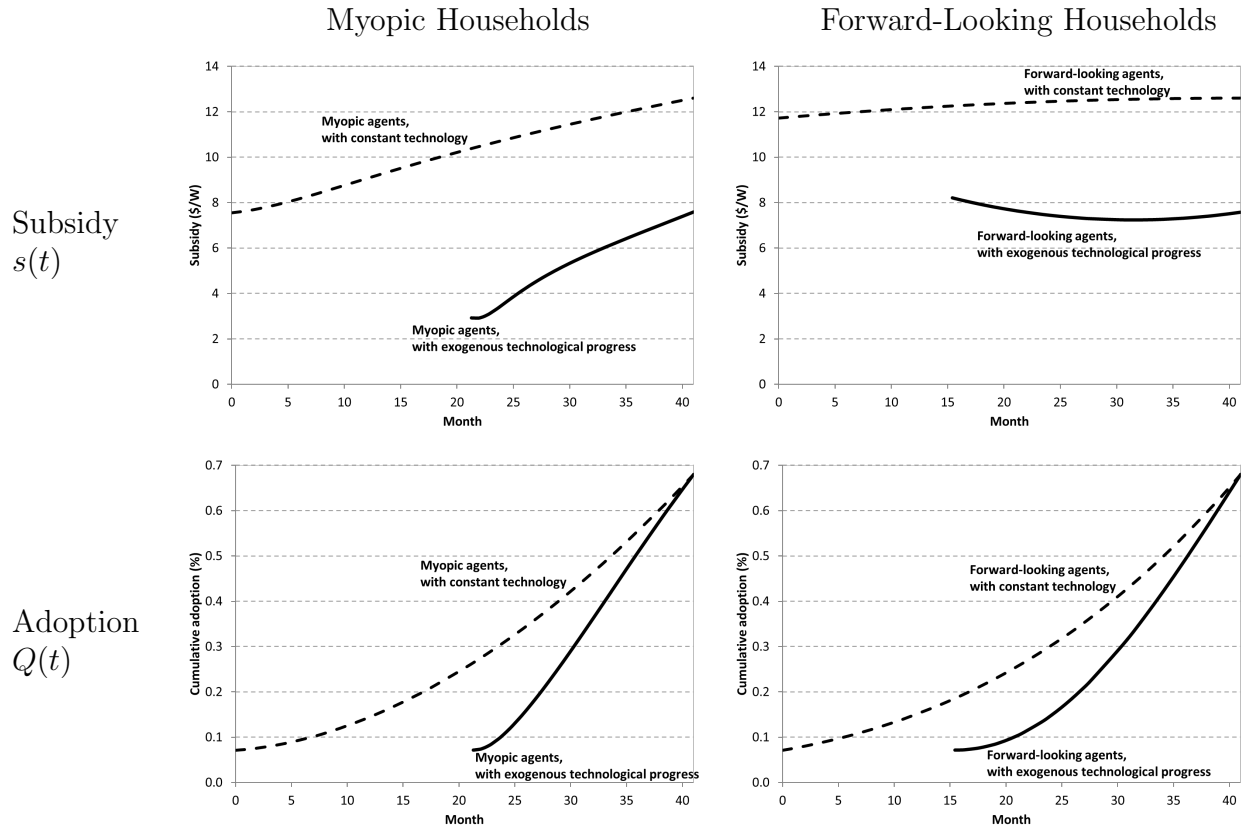 Myopic Households
Forward-Looking Households
Subsidy
s(t)
Subsidy ($/W)
14
12
10
8
6
4
2
0
Myopic agents,
with constant technology
Myopic agents,
with exogenous technological progress
0 5 10 15 20 25 30 35 40
Month
Subsidy ($/W)
14
12
10
8
6
4
2
0
Forward-looking agents,
with constant technology
Forward-looking agents,
with exogenous technological progress
0 5 10 15 20 25 30 35 40
Month
Adoption
Q(t)
Cumulative adoption (%)
0.7
0.6
0.5
0.4
0.3
0.2
0.1
0.0
Myopic agents,
with constant technology
Myopic agents,
with exogenous technological progress
0 5 10 15 20 25 30 35 40
Month
Cumulative adoption (%)
0.7
0.6
0.5
0.4
0.3
0.2
0.1
0.0
Forward-looking agents,
with constant technology
Forward-looking agents,
with exogenous technological progress
0 5 10 15 20 25 30 35 40
Month